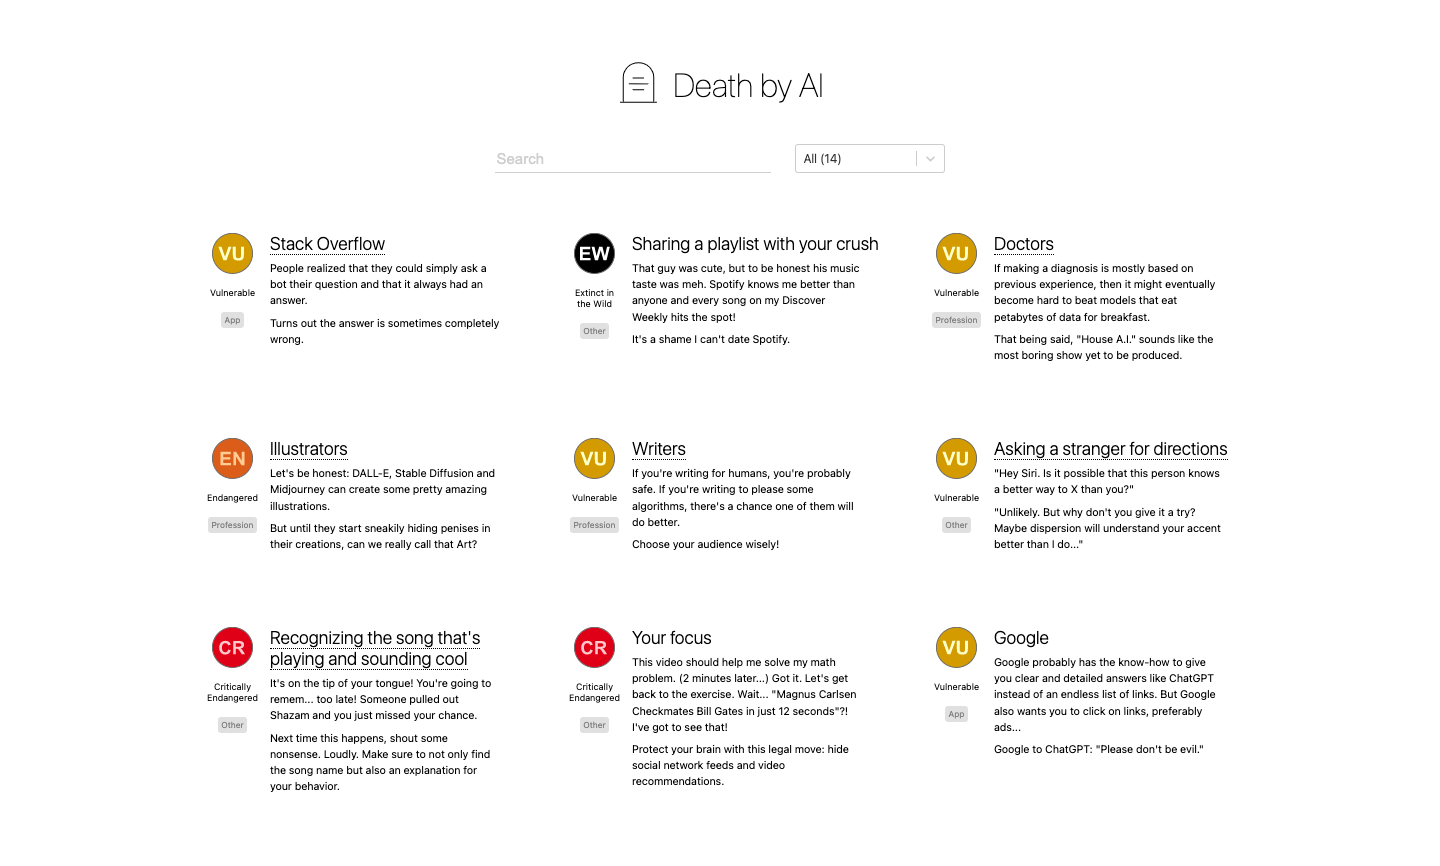 Death by AI
Search
All (14)
VU
Vulnerable
App
Stack Overflow
People realized that they could simply ask a
bot their question and that it always had an
answer.
Turns out the answer is sometimes completely
wrong.
EW
Extinct in
the Wild
Other
Sharing a playlist with your crush
That guy was cute, but to be honest his music
taste was meh. Spotify knows me better than
anyone and every song on my Discover
Weekly hits the spot!
It's a shame I can't date Spotify.
VU
Vulnerable
Profession
Doctors
If making a diagnosis is mostly based on
previous experience, then it might eventually
become hard to beat models that eat
petabytes of data for breakfast.
That being said, "House A.I." sounds like the
most boring show yet to be produced.
EN
Endangered
Profession
Illustrators
Let's be honest: DALL-E, Stable Diffusion and
Midjourney can create some pretty amazing
illustrations.
But until they start sneakily hiding penises in
their creations, can we really call that Art?
VU
Vulnerable
Profession
Writers
If you're writing for humans, you're probably
safe. If you're writing to please some
algorithms, there's a chance one of them will
do better.
Choose your audience wisely!
VU
Vulnerable
Other
Asking a stranger for directions
"Hey Siri. Is it possible that this person knows
a better way to X than you?"
"Unlikely. But why don't you give it a try?
Maybe dispersion will understand your accent
better than I do..."
CR
Critically
Endangered
Other
Recognizing the song that's
playing and sounding cool
It's on the tip of your tongue! You're going to
remem... too late! Someone pulled out
Shazam and you just missed your chance.
Next time this happens, shout some
nonsense. Loudly. Make sure to not only find
the song name but also an explanation for
your behavior.
CR
Critically
Endangered
Other
Your focus
This video should help me solve my math
problem. (2 minutes later...) Got it. Let's get
back to the exercise. Wait... "Magnus Carlsen
Checkmates Bill Gates in just 12 seconds"?!
I've got to see that!
Protect your brain with this legal move: hide
social network feeds and video
recommendations.
VU
Vulnerable
App
Google
Google probably has the know-how to give
you clear and detailed answers like ChatGPT
instead of an endless list of links. But Google
also wants you to click on links, preferably
ads...
Google to ChatGPT: "Please don't be evil."